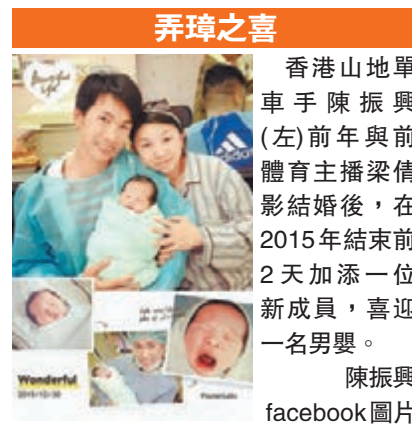 弄璋之喜
Beautiful
Life
adidas
Wonderful
2015/12/30
香港山地單
車手陳振興
(左)前年與前
體育主播梁倩
影結婚後，在
2015年結束前
2天加添一位
新成員，喜迎
一名男嬰。
陳振興
facebook圖片